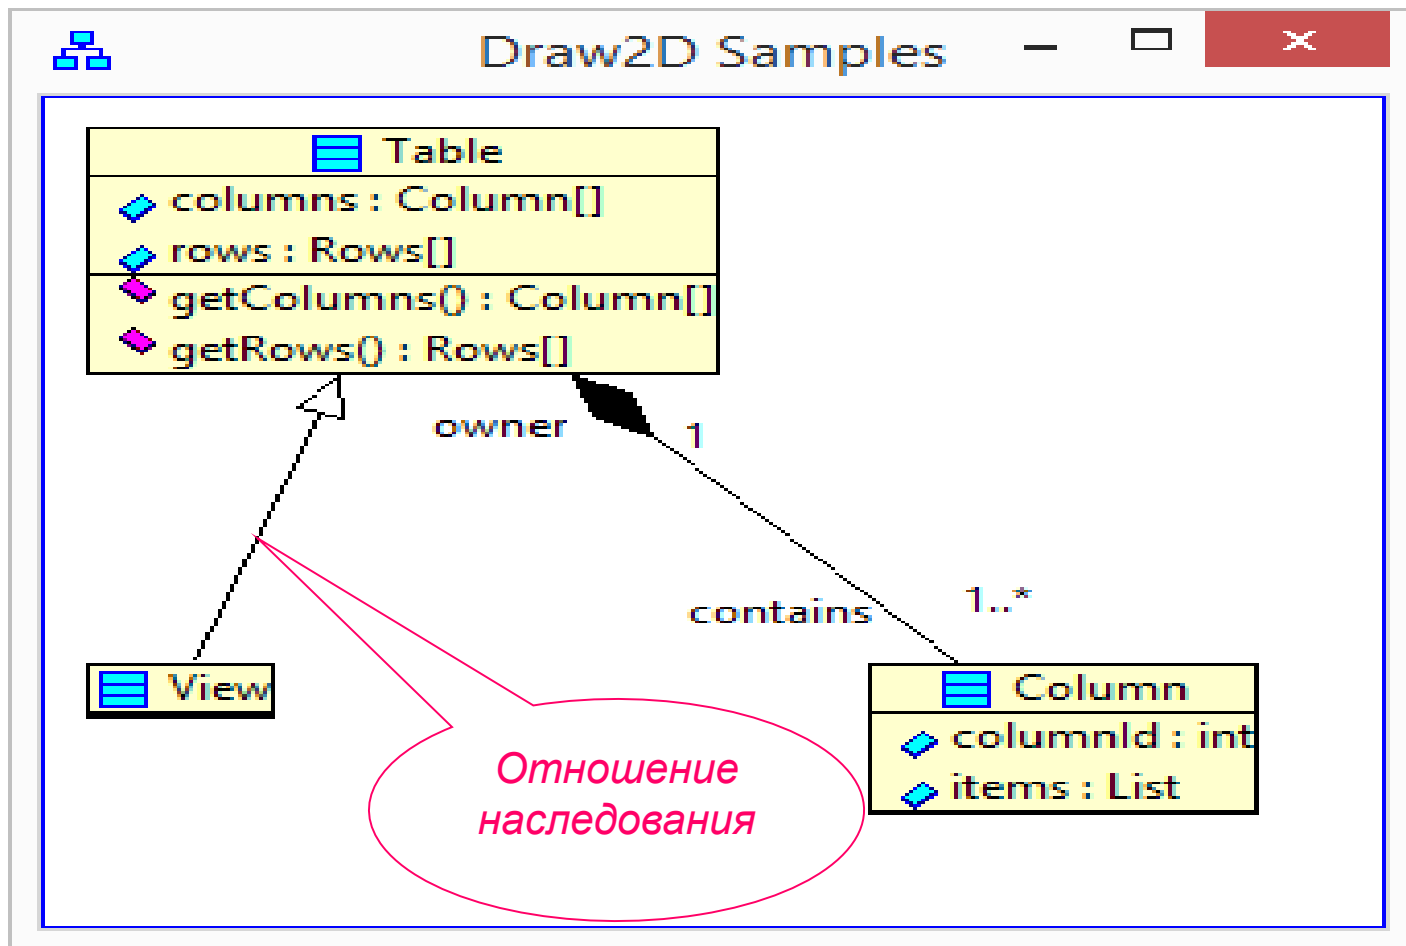 Draw2D Samples
Table
columns : Column[]
rows : Rows[]
getColumns() : Column[]
getRows() : Rows[]
owner
1
contains
1..*
View
Column
columnId : int
items : List
Отношение
наследования